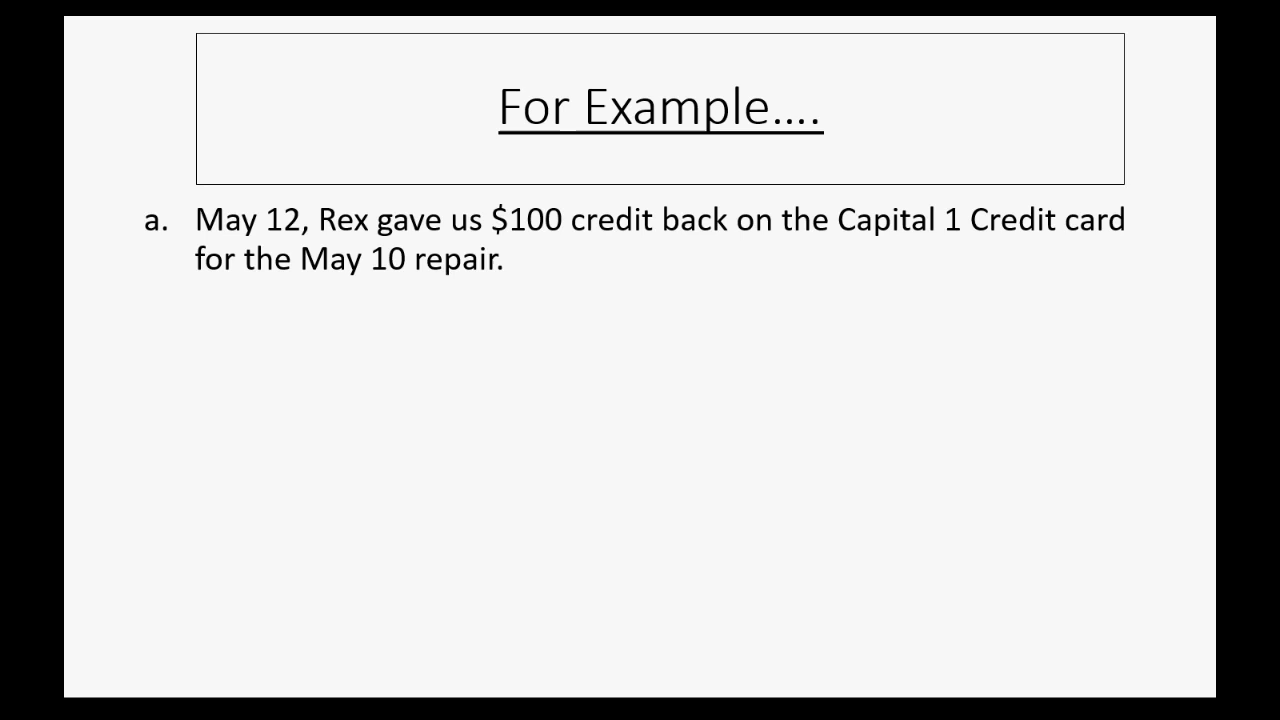 For Example....
a. May 12, Rex gave us $100 credit back on the Capital 1 Credit card
for the May 10 repair.